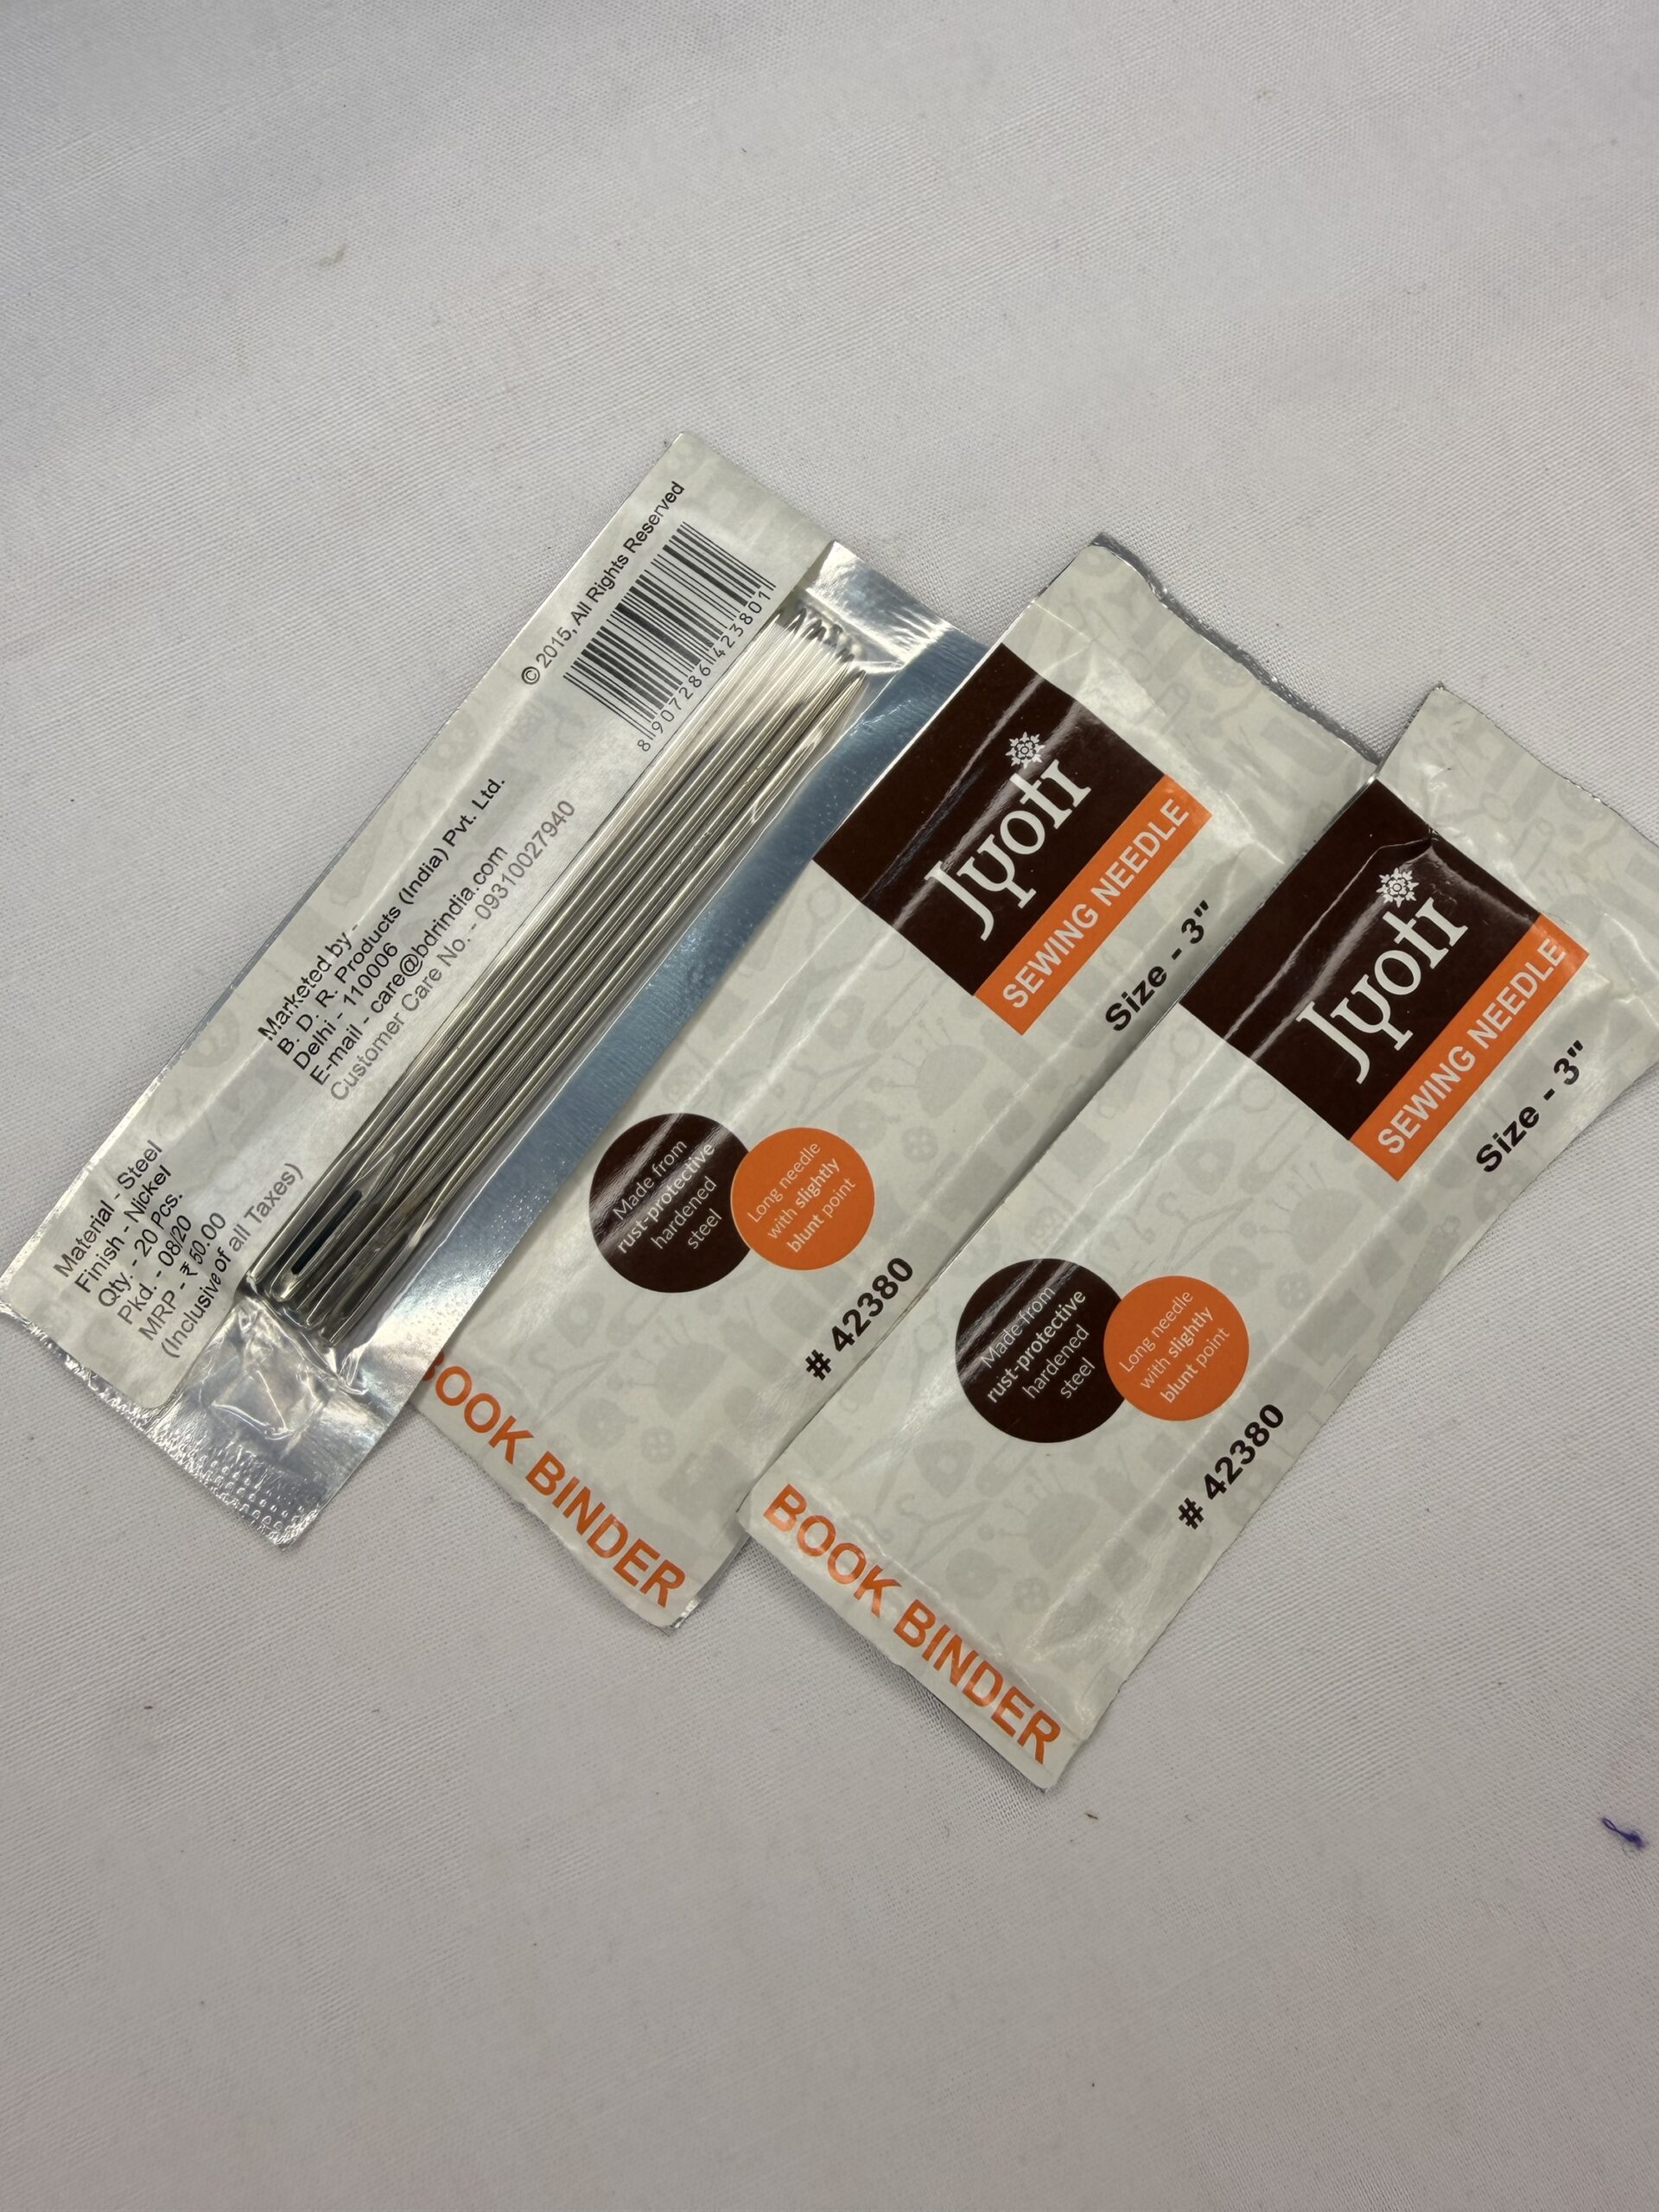 © 2015, All Rights Reserved
8 907286 423801
Marketed by -
B. D. R. Products (India) Pvt. Ltd.
Delhi - 110006
E-mail - care@bdrindia.com
Customer Care No. - 09310027940
Material - Steel
Finish - Nickel
Qty. - 20 Pcs.
Pkd. - 08/20
MRP - ₹ 50.00
(Inclusive of all Taxes)
Jyoti
SEWING NEEDLE
Size - 3"
Made from
rust-protective
hardened
steel
Long needle
with slightly
blunt point
# 42380
BOOK BINDER
Jyoti
SEWING NEEDLE
Size - 3"
Made from
rust-protective
hardened
steel
Long needle
with slightly
blunt point
# 42380
BOOK BINDER